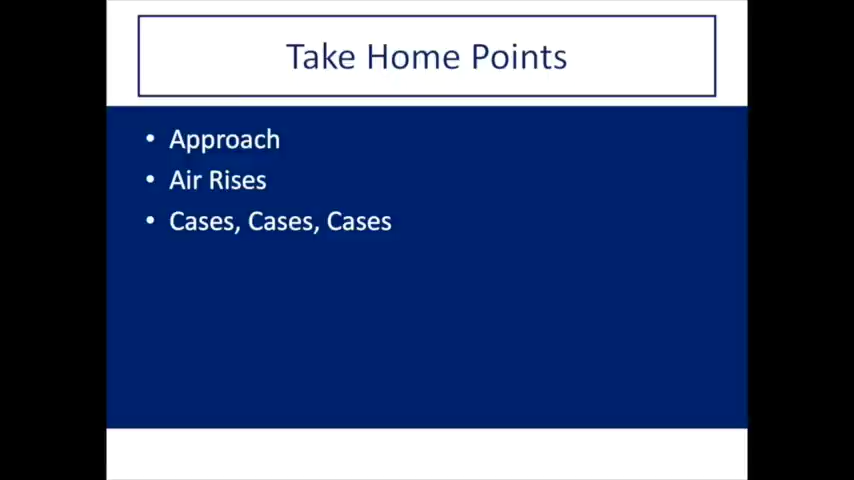 Take Home Points
• Approach
• Air Rises
• Cases, Cases, Cases